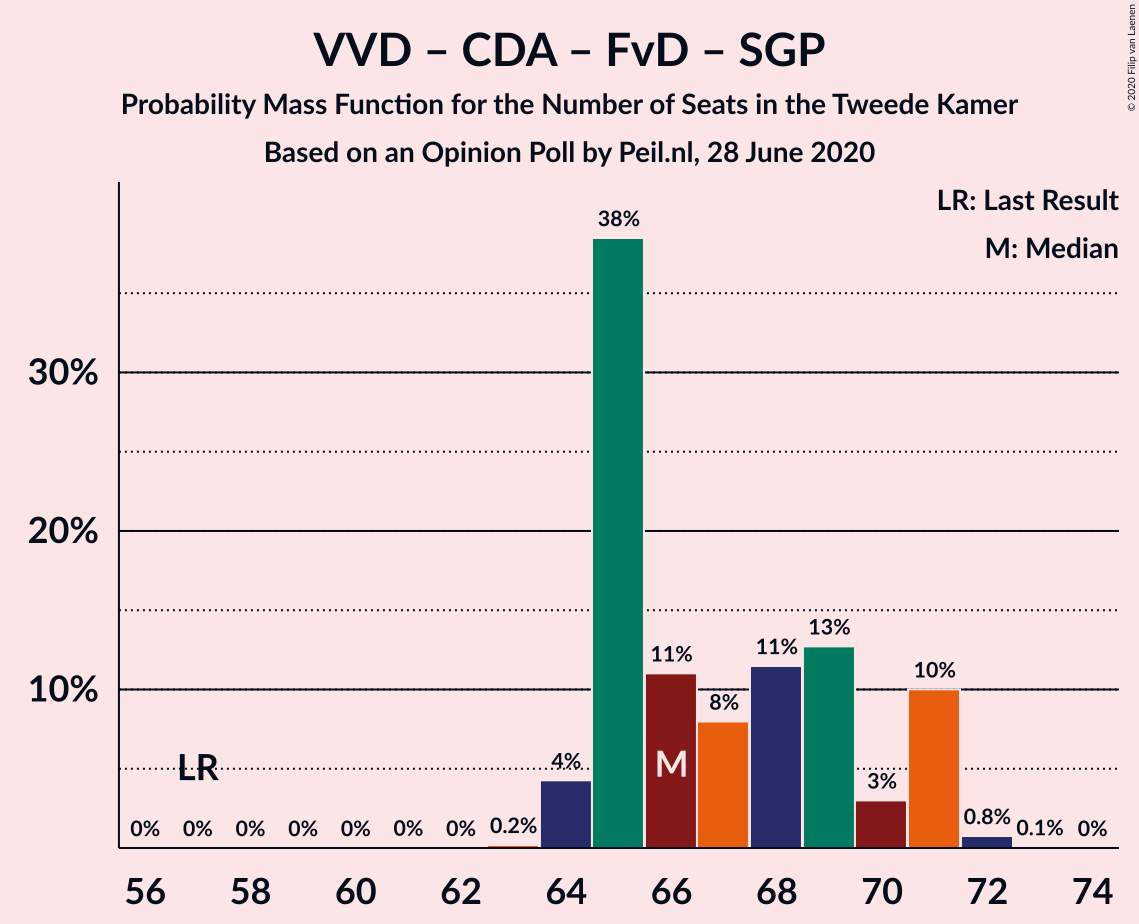 VVD – CDA – FvD – SGP
Probability Mass Function for the Number of Seats in the Tweede Kamer
Based on an Opinion Poll by Peil.nl, 28 June 2020
© 2020 Filip van Laenen
LR: Last Result
M: Median
38%
30%
20%
13%
11%
11%
10%
10%
8%
4%
3%
LR
M
0% 0% 0% 0% 0% 0% 0% 0.2% 0.8% 0.1% 0%
56 58 60 62 64 66 68 70 72 74